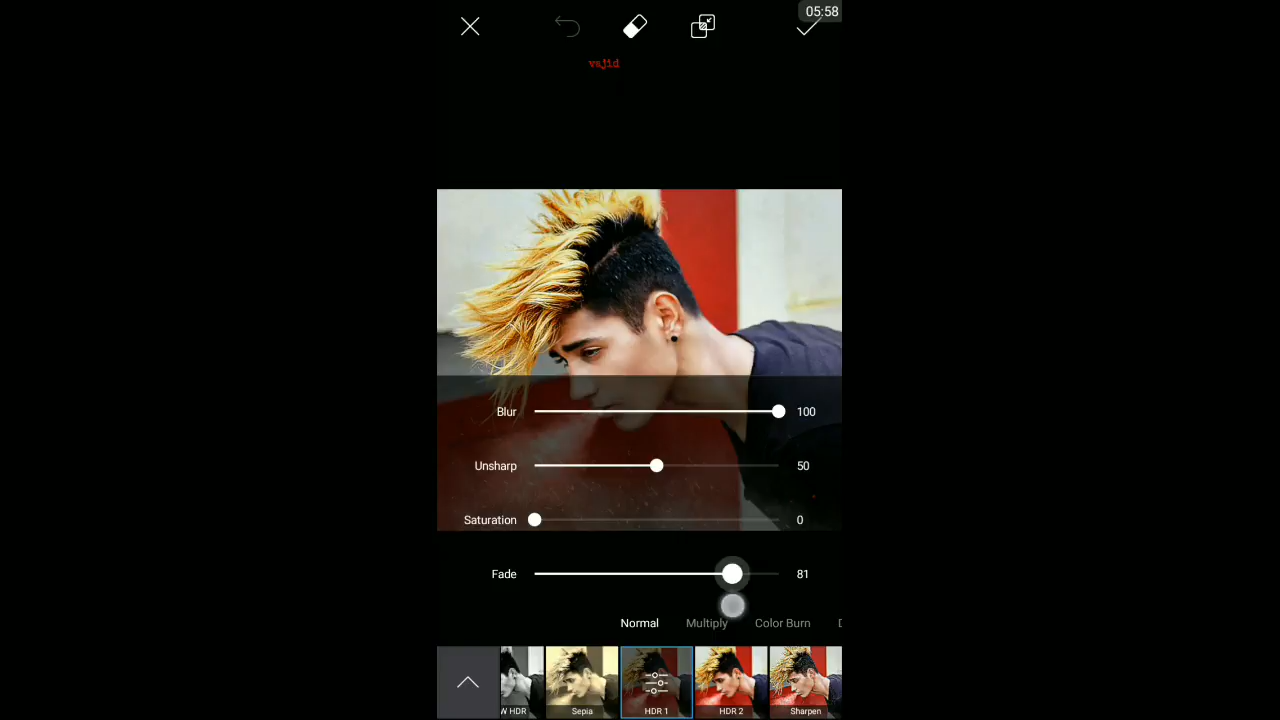 05:58
vajid
Blur 100
Unsharp 50
Saturation 0
Fade 81
Normal Multiply Color Burn D
W HDR Sepia HDR 1 HDR 2 Sharpen